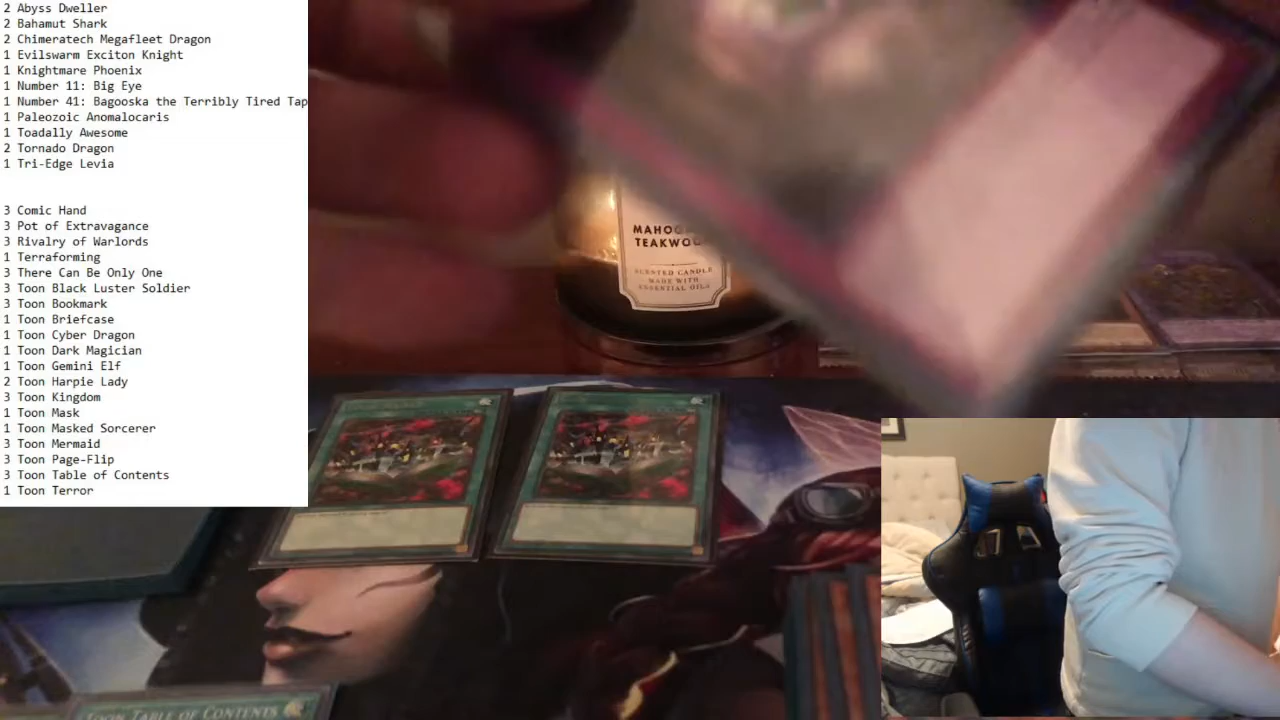 2 Abyss Dweller
2 Bahamut Shark
2 Chimeratech Megafleet Dragon
1 Evilswarm Exciton Knight
1 Knightmare Phoenix
1 Number 11: Big Eye
1 Number 41: Bagooska the Terribly Tired Tap
1 Paleozoic Anomalocaris
1 Toadally Awesome
2 Tornado Dragon
1 Tri-Edge Levia
3 Comic Hand
3 Pot of Extravagance
3 Rivalry of Warlords
1 Terraforming
3 There Can Be Only One
3 Toon Black Luster Soldier
3 Toon Bookmark
1 Toon Briefcase
1 Toon Cyber Dragon
1 Toon Dark Magician
1 Toon Gemini Elf
2 Toon Harpie Lady
3 Toon Kingdom
1 Toon Mask
1 Toon Masked Sorcerer
3 Toon Mermaid
3 Toon Page-Flip
3 Toon Table of Contents
1 Toon Terror
MAHOG
TEAKWOO
SCENTED CANDLE
MADE WITH
ESSENTIAL OILS
TOON TABLE OF CONTENTS